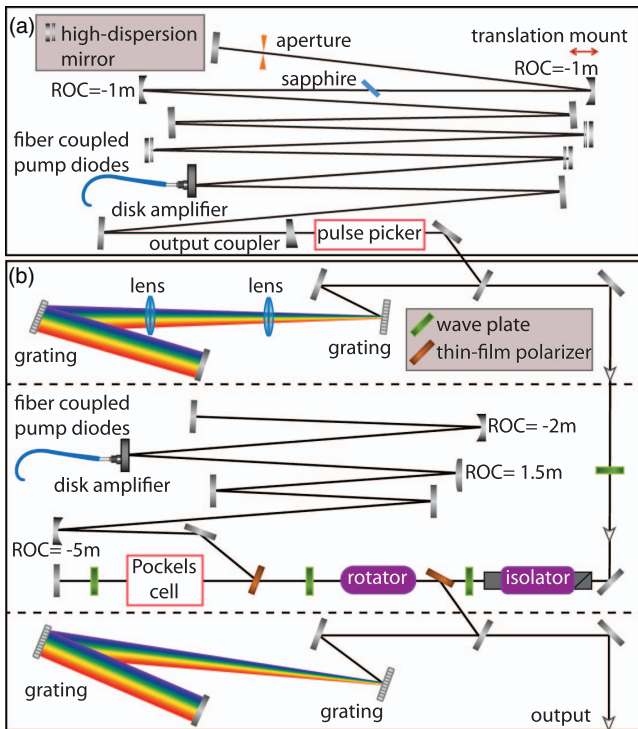 (a)
high-dispersion
mirror
aperture
translation mount
ROC=-1m
sapphire
ROC=-1m
fiber coupled
pump diodes
disk amplifier
output coupler
pulse picker
(b)
lens
lens
grating
grating
wave plate
thin-film polarizer
fiber coupled
pump diodes
disk amplifier
ROC= -2m
ROC= 1.5m
ROC= -5m
Pockels
cell
rotator
isolator
grating
grating
output